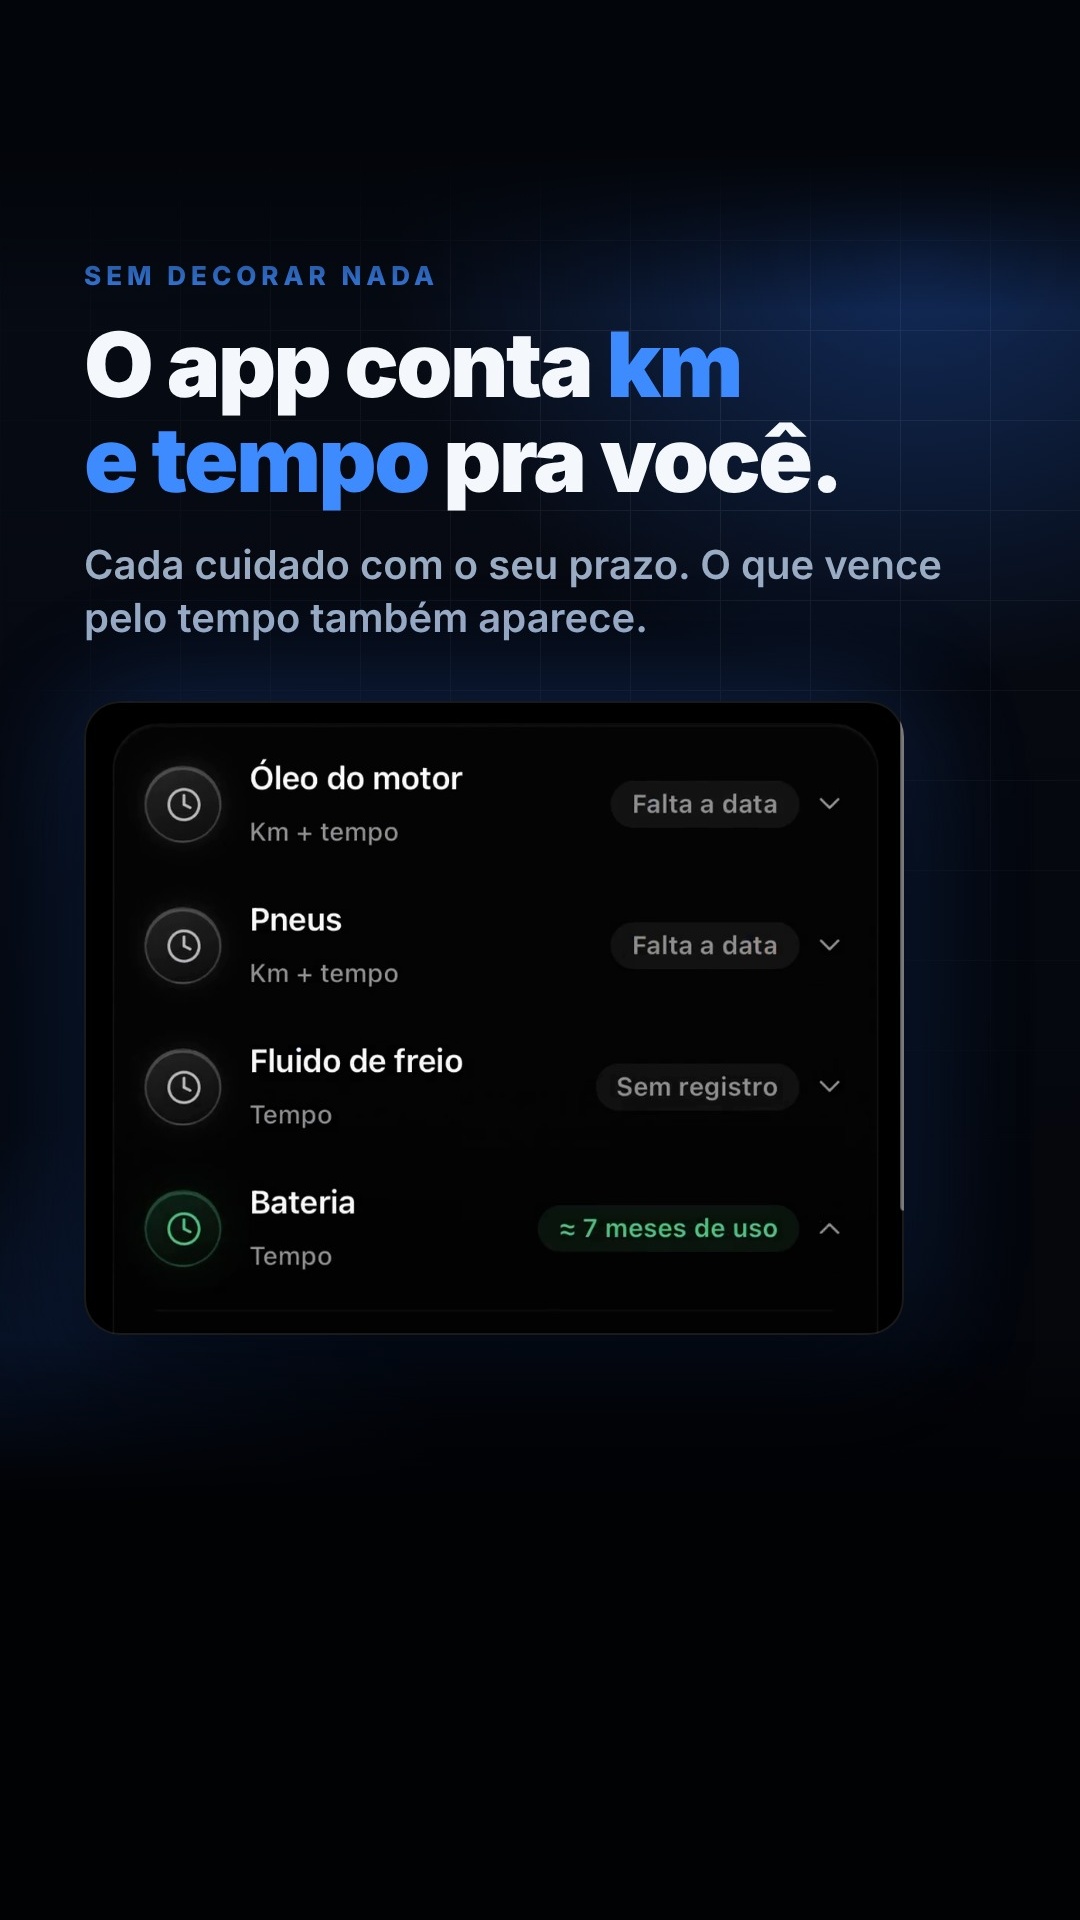 SEM DECORAR NADA
O app conta km
e tempo pra você.
Cada cuidado com o seu prazo. O que vence
pelo tempo também aparece.
Óleo do motor
Falta a data
Km + tempo
Pneus
Falta a data
Km + tempo
Fluido de freio
Sem registro
Tempo
Bateria
≈ 7 meses de uso
Tempo